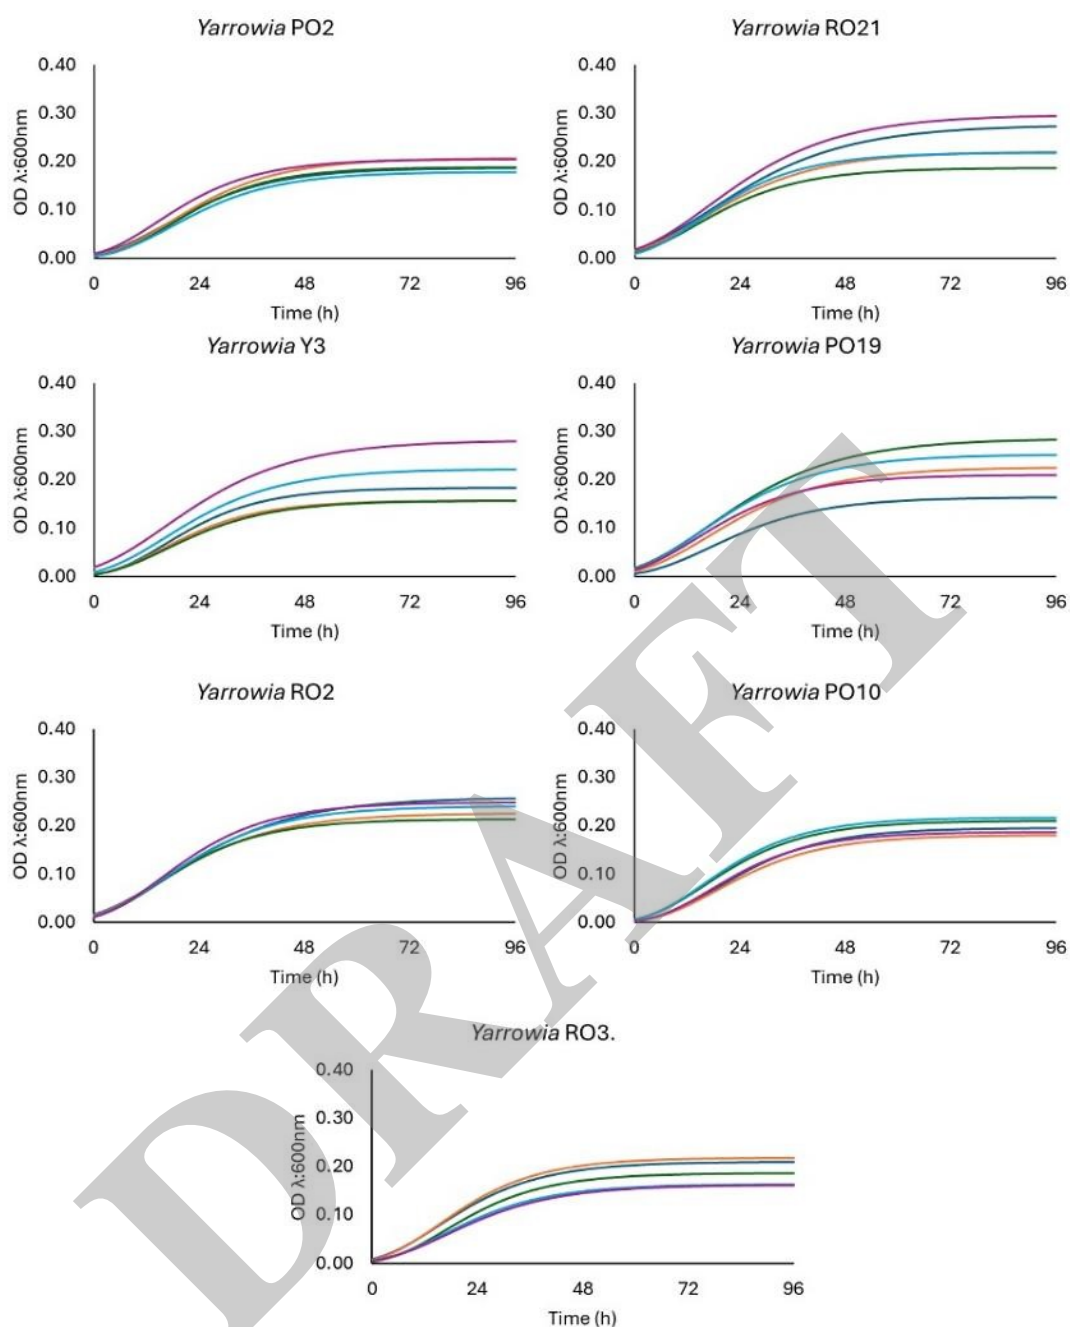 Yarrowia PO2
0.40
0.30
0.20
0.10
0.00
OD λ:600nm
0 24 48 72 96
Time (h)
Yarrowia RO21
0.40
0.30
0.20
0.10
0.00
OD λ:600nm
0 24 48 72 96
Time (h)
Yarrowia Y3
0.40
0.30
0.20
0.10
0.00
OD λ:600nm
0 24 48 72 96
Time (h)
Yarrowia PO19
0.40
0.30
0.20
0.10
0.00
OD λ:600nm
0 24 48 72 96
Time (h)
Yarrowia RO2
0.40
0.30
0.20
0.10
0.00
OD λ:600nm
0 24 48 72 96
Time (h)
Yarrowia PO10
0.40
0.30
0.20
0.10
0.00
OD λ:600nm
0 24 48 72 96
Time (h)
Yarrowia RO3.
0.40
0.30
0.20
0.10
0.00
OD λ:600nm
0 24 48 72 96
Time (h)
DRAFT